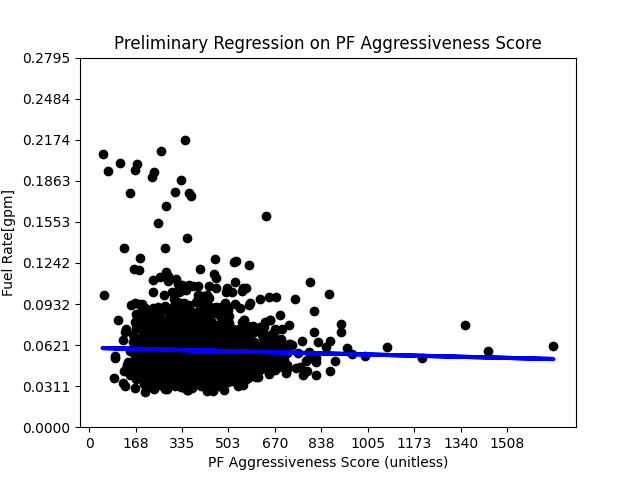 Preliminary Regression on PF Aggressiveness Score
0.2795
0.2484
0.2174
0.1863
0.1553
0.1242
0.0932
0.0621
0.0311
0.0000
Fuel Rate[gpm]
0 168 335 503 670 838 1005 1173 1340 1508
PF Aggressiveness Score (unitless)